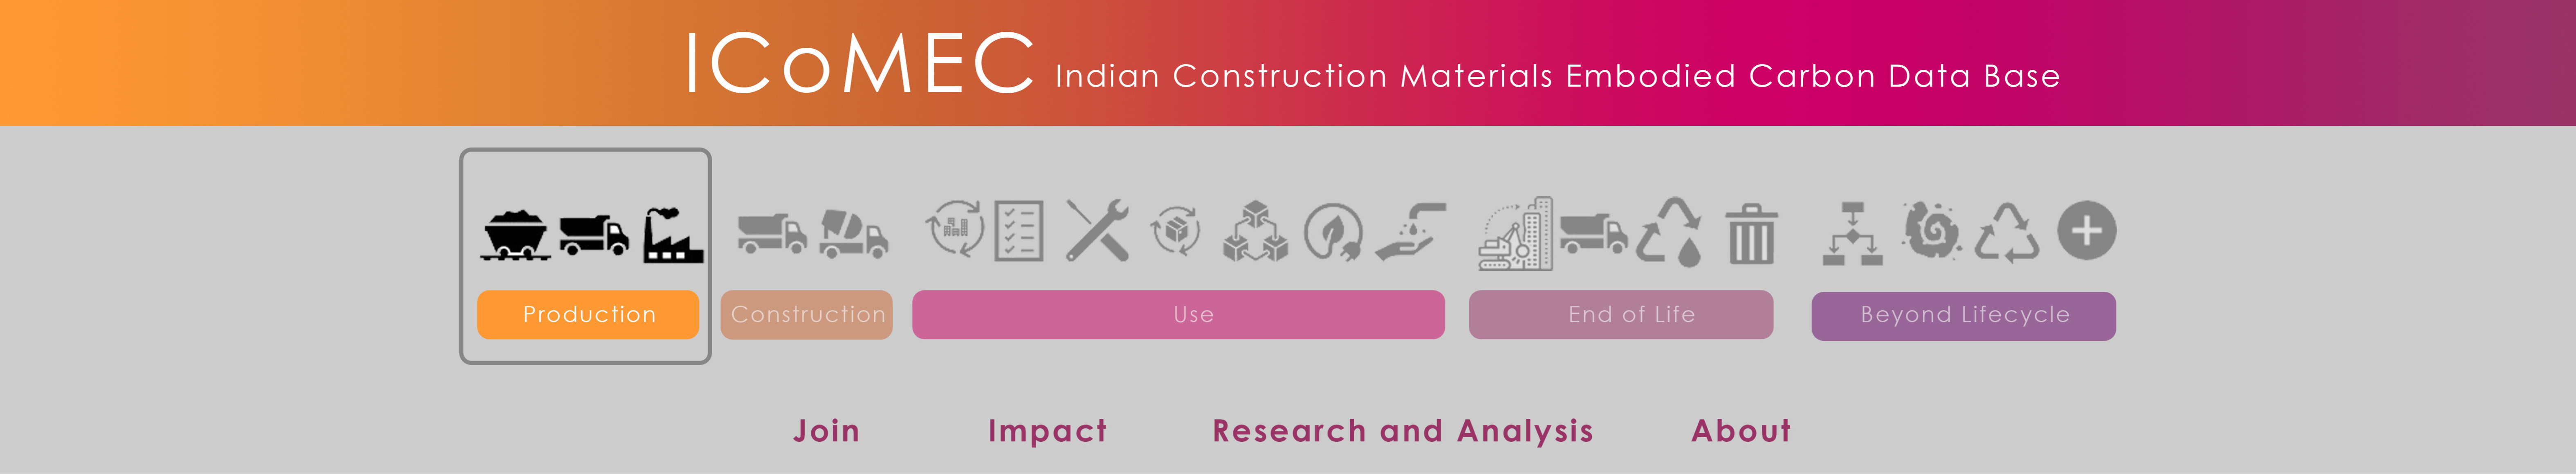 ICoMEC Indian Construction Materials Embodied Carbon Data Base
Production Construction Use End of Life Beyond Lifecycle
Join Impact Research and Analysis About